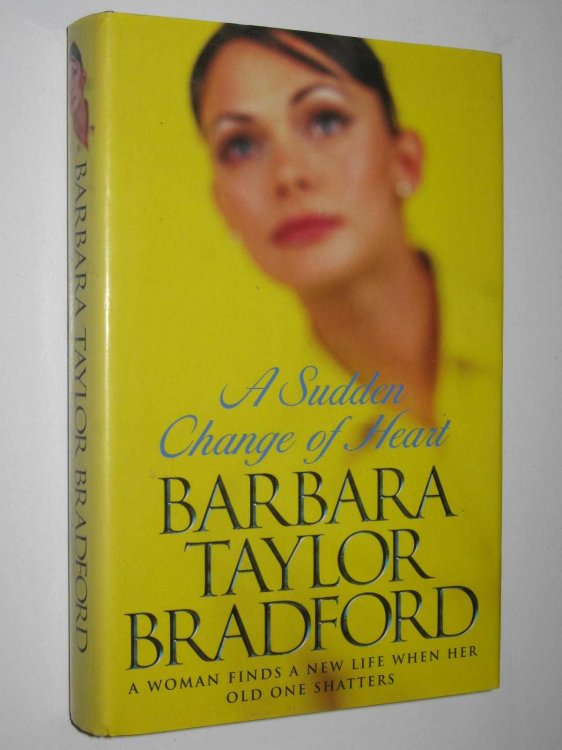 A Sudden
Change of Heart
BARBARA
TAYLOR
BRADFORD
A WOMAN FINDS A NEW LIFE WHEN HER
OLD ONE SHATTERS
BARBARA TAYLOR BRADFORD